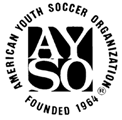 AMERICAN YOUTH SOCCER ORGANIZATION
AY
SO
®
FOUNDED 1964